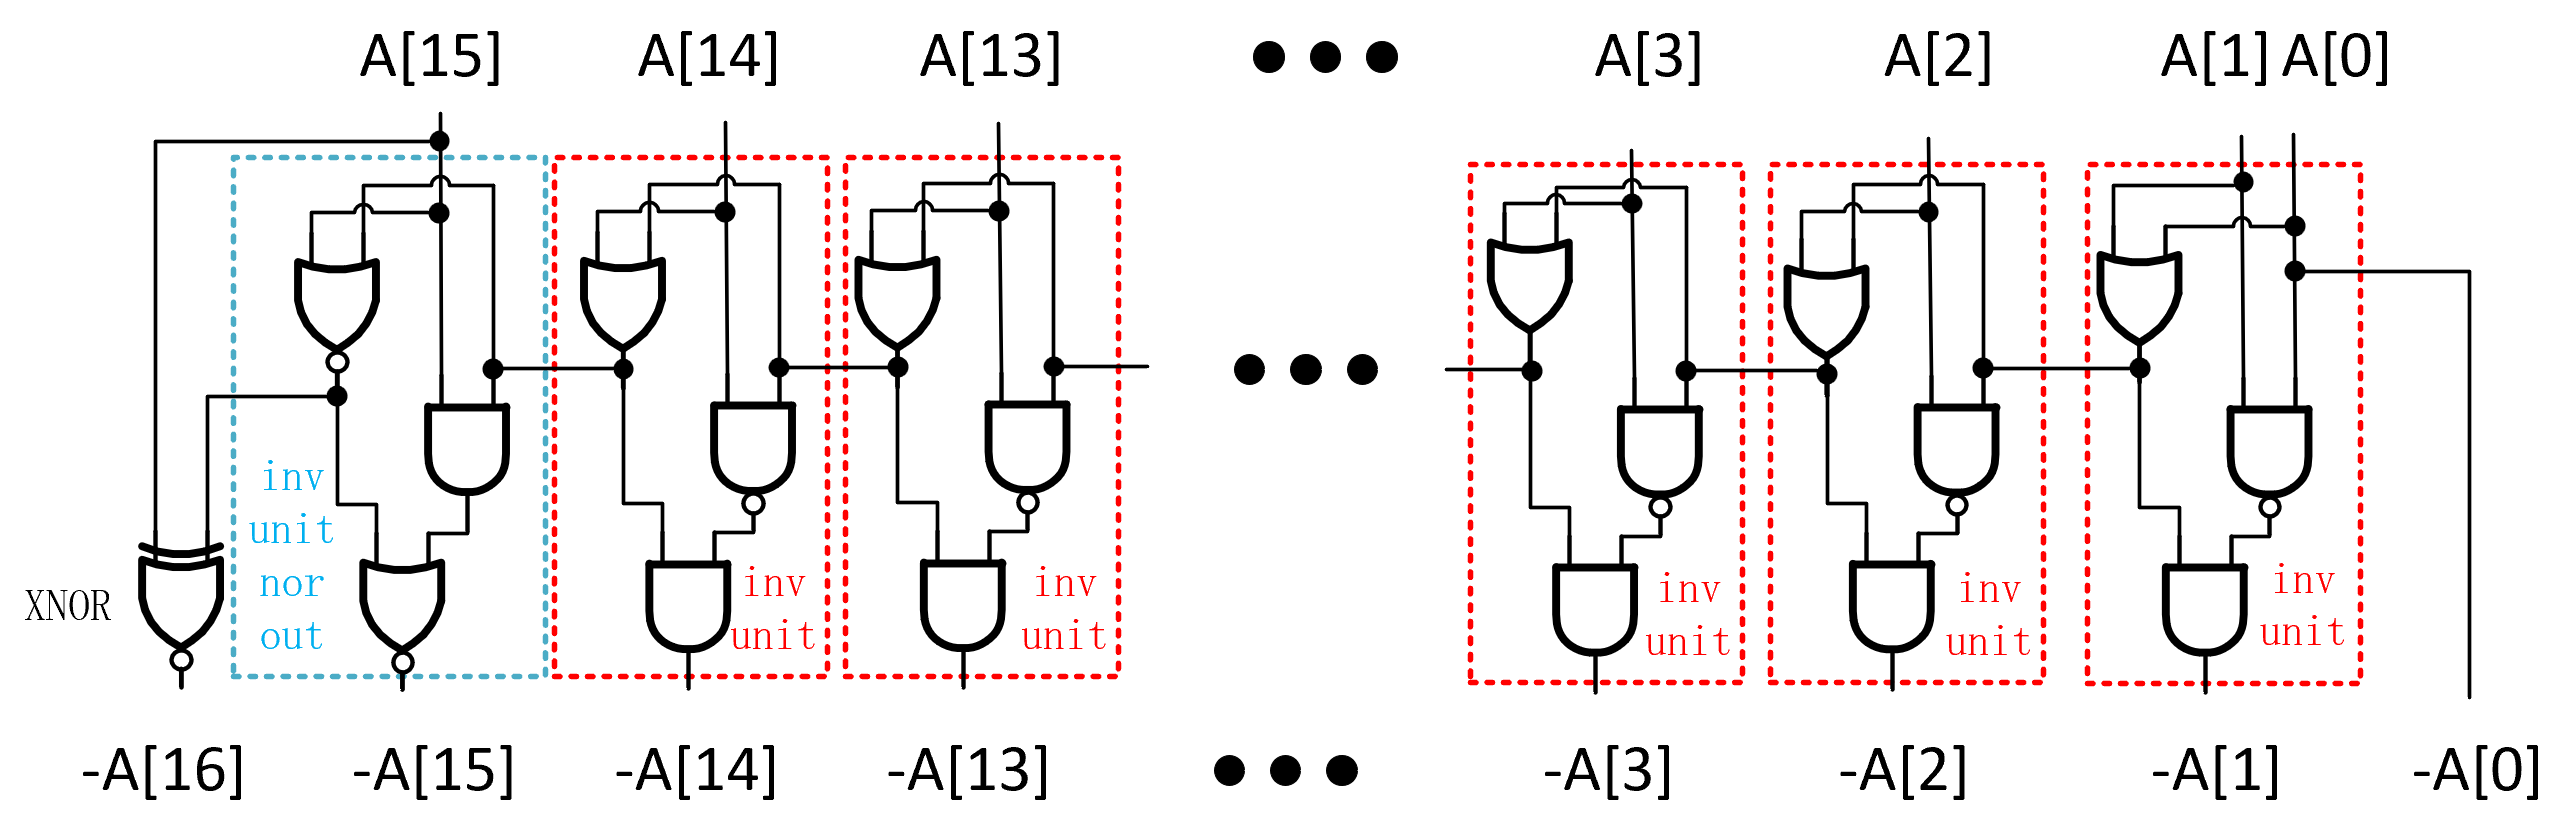 A[15] A[14] A[13] ●●● A[3] A[2] A[1] A[0]
●●●
inv
unit
nor
out
inv
unit
inv
unit
inv
unit
inv
unit
inv
unit
XNOR
-A[16] -A[15] -A[14] -A[13] ●●● -A[3] -A[2] -A[1] -A[0]